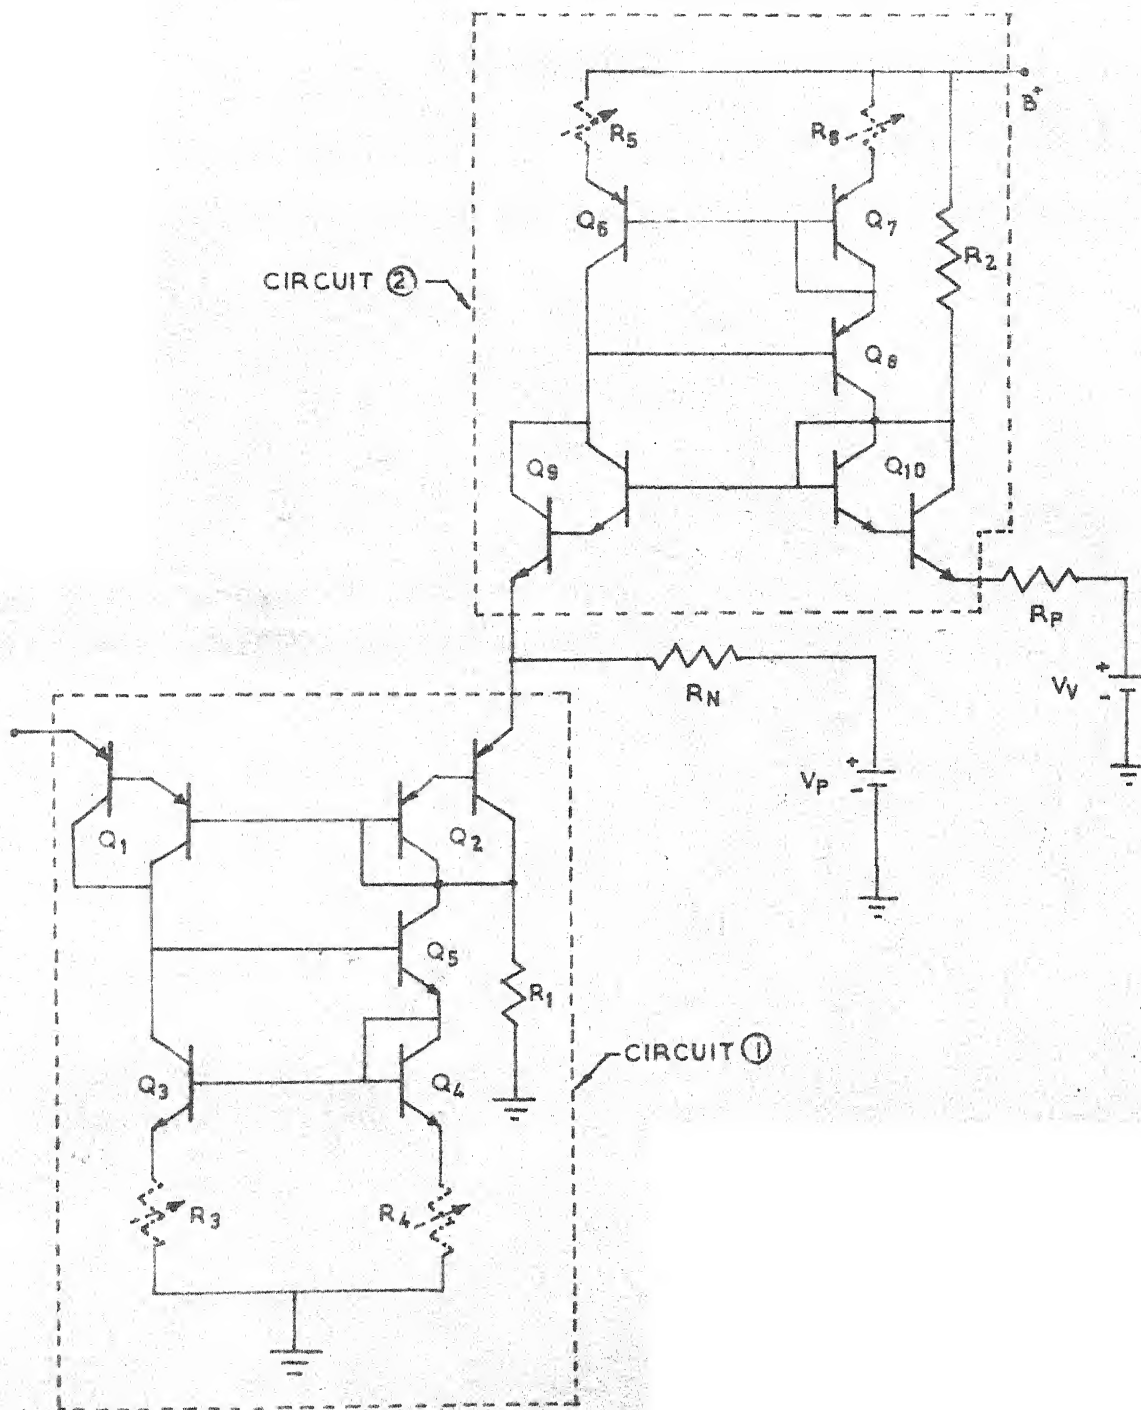 B+
R5
R6
Q6
Q7
R2
CIRCUIT ②
Q8
Q9
Q10
RP
RN
VV
VP
Q1
Q2
Q5
R1
CIRCUIT ①
Q3
Q4
R3
R4